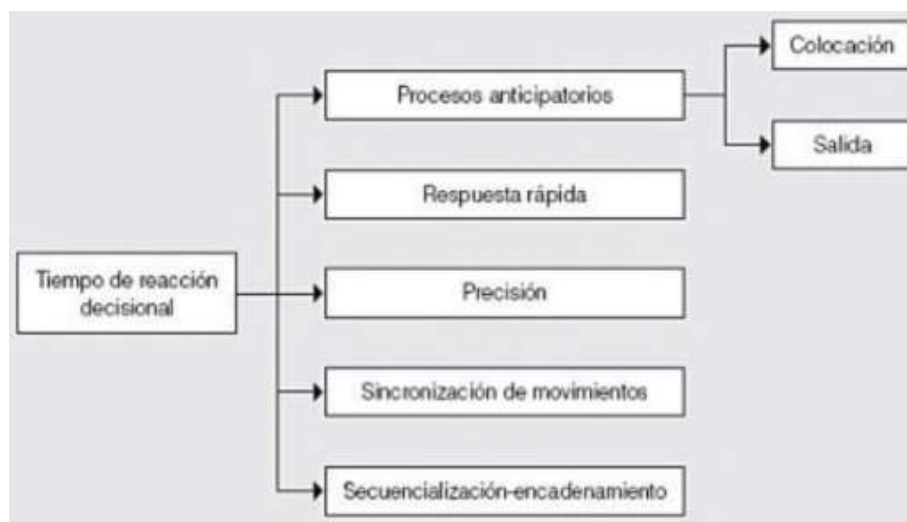 Colocación
Procesos anticipatorios
Salida
Respuesta rápida
Tiempo de reacción
decisional
Precisión
Sincronización de movimientos
Secuencialización-encadenamiento